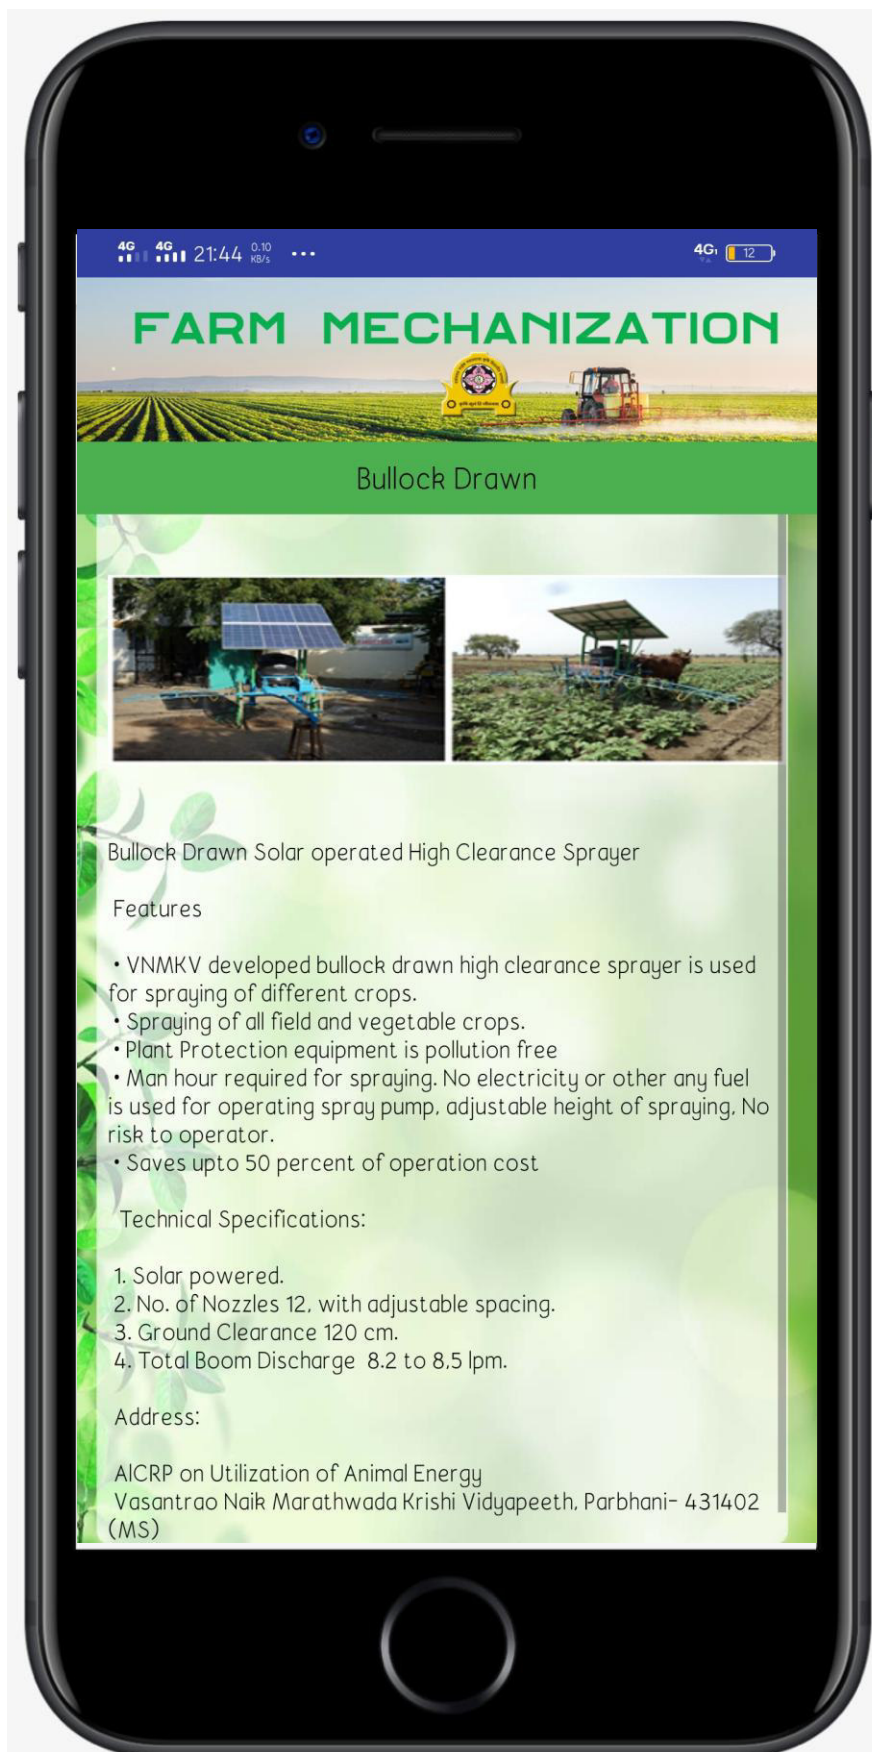 4G 4G 21:44 0.10 KB/s ... 4G 12
FARM MECHANIZATION
Bullock Drawn
Bullock Drawn Solar operated High Clearance Sprayer
Features
• VNMKV developed bullock drawn high clearance sprayer is used
for spraying of different crops.
• Spraying of all field and vegetable crops.
• Plant Protection equipment is pollution free
• Man hour required for spraying. No electricity or other any fuel
is used for operating spray pump, adjustable height of spraying, No
risk to operator.
• Saves upto 50 percent of operation cost
Technical Specifications:
1. Solar powered.
2. No. of Nozzles 12, with adjustable spacing.
3. Ground Clearance 120 cm.
4. Total Boom Discharge 8.2 to 8,5 lpm.
Address:
AICRP on Utilization of Animal Energy
Vasantrao Naik Marathwada Krishi Vidyapeeth, Parbhani- 431402
(MS)